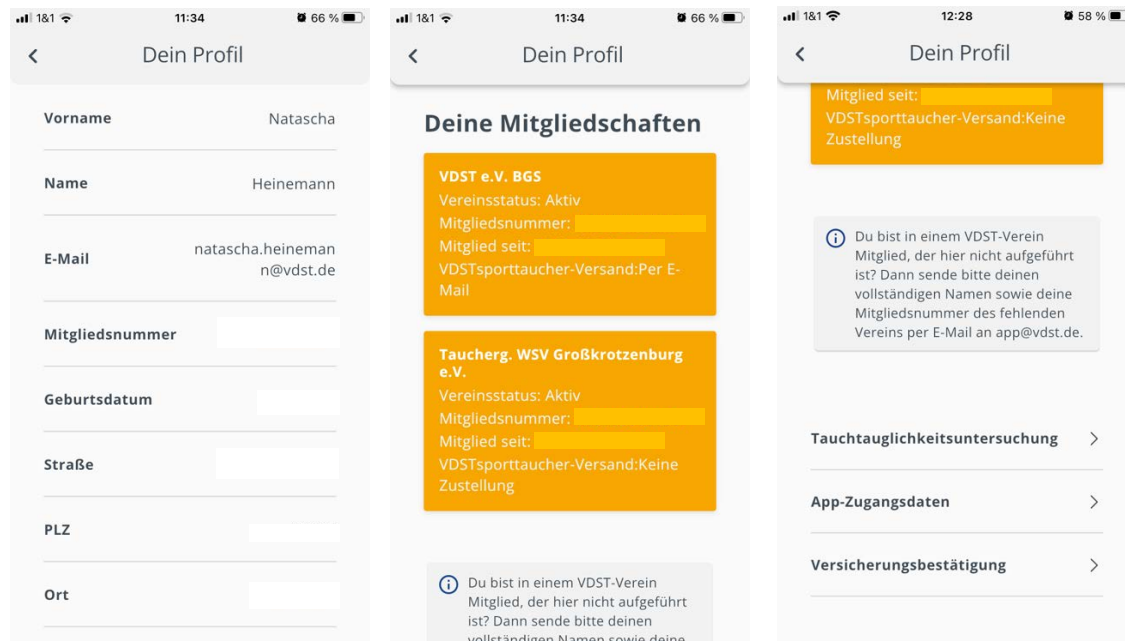 1&1
11:34
66 %
Dein Profil
Vorname
Natascha
Name
Heinemann
E-Mail
natascha.heineman
n@vdst.de
Mitgliedsnummer
Geburtsdatum
Straße
PLZ
Ort
1&1
11:34
66 %
Dein Profil
Deine Mitgliedschaften
VDST e.V. BGS
Vereinsstatus: Aktiv
Mitgliedsnummer:
Mitglied seit:
VDSTsporttaucher-Versand:Per E-
Mail
Taucherg. WSV Großkrotzenburg
e.V.
Vereinsstatus: Aktiv
Mitgliedsnummer:
Mitglied seit:
VDSTsporttaucher-Versand:Keine
Zustellung
Du bist in einem VDST-Verein
Mitglied, der hier nicht aufgeführt
ist? Dann sende bitte deinen
vollständigen Namen sowie deine
1&1
12:28
58 %
Dein Profil
Mitglied seit:
VDSTsporttaucher-Versand:Keine
Zustellung
Du bist in einem VDST-Verein
Mitglied, der hier nicht aufgeführt
ist? Dann sende bitte deinen
vollständigen Namen sowie deine
Mitgliedsnummer des fehlenden
Vereins per E-Mail an app@vdst.de.
Tauchtauglichkeitsuntersuchung
App-Zugangsdaten
Versicherungsbestätigung